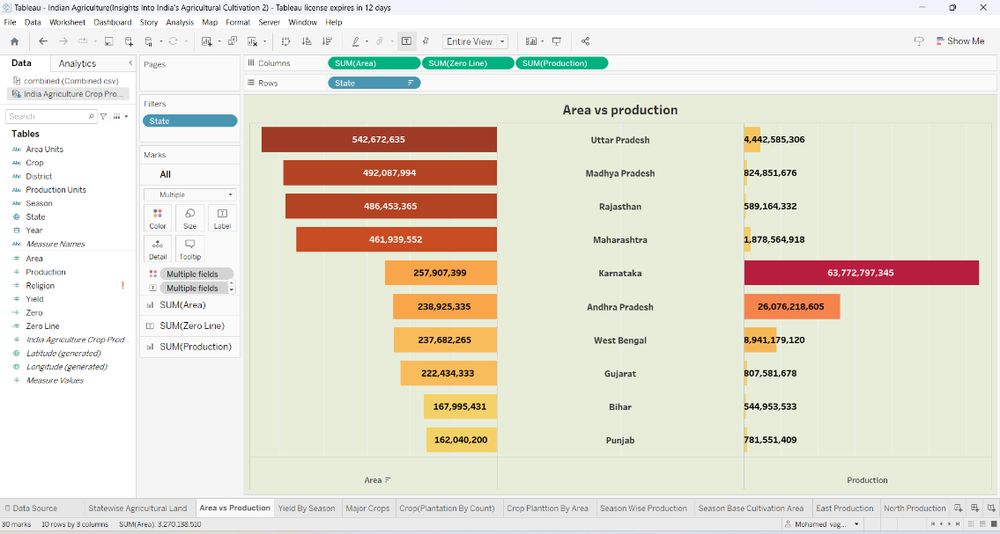 Tableau - Indian Agriculture(Insights Into India's Agricultural Cultivation 2) - Tableau license expires in 12 days
File Data Worksheet Dashboard Story Analysis Map Format Server Window Help
Entire View
Show Me
Data Analytics
combined (Combined csv)
India Agriculture Crop Pro...
Search
Tables
Abc Area Units
Abc Crop
Abc District
Abc Production Units
Abc Season
State
Year
Abc Measure Names
Area
Production
Religion !
Yield
Zero
Zero Line
India Agriculture Crop Prod...
Latitude (generated)
Longitude (generated)
Measure Values
Pages
Filters
State
Marks
All
Multiple
Color Size Label
Detail Tooltip
Multiple fields
Multiple fields
SUM(Area)
SUM(Zero Line)
SUM(Production)
Columns SUM(Area) SUM(Zero Line) SUM(Production)
Rows State
Area vs production
542,672,635 Uttar Pradesh 4,442,585,306
492,087,994 Madhya Pradesh 824,851,676
486,453,365 Rajasthan 589,164,332
461,939,552 Maharashtra 1,878,564,918
257,907,399 Karnataka 63,772,797,345
238,925,335 Andhra Pradesh 26,076,218,605
237,682,265 West Bengal 8,941,179,120
222,434,333 Gujarat 807,581,678
167,995,431 Bihar 544,953,533
162,040,200 Punjab 781,551,409
Area Production
Data Source Statewise Agricultural Land Area vs Production Yield By Season Major Crops Crop(Plantation By Count) Crop Planttion By Area Season Wise Production Season Base Cultivation Area East Production North Production
30 marks 10 rows by 3 columns SUM(Area): 3,270,138,510 Mohamed vag...